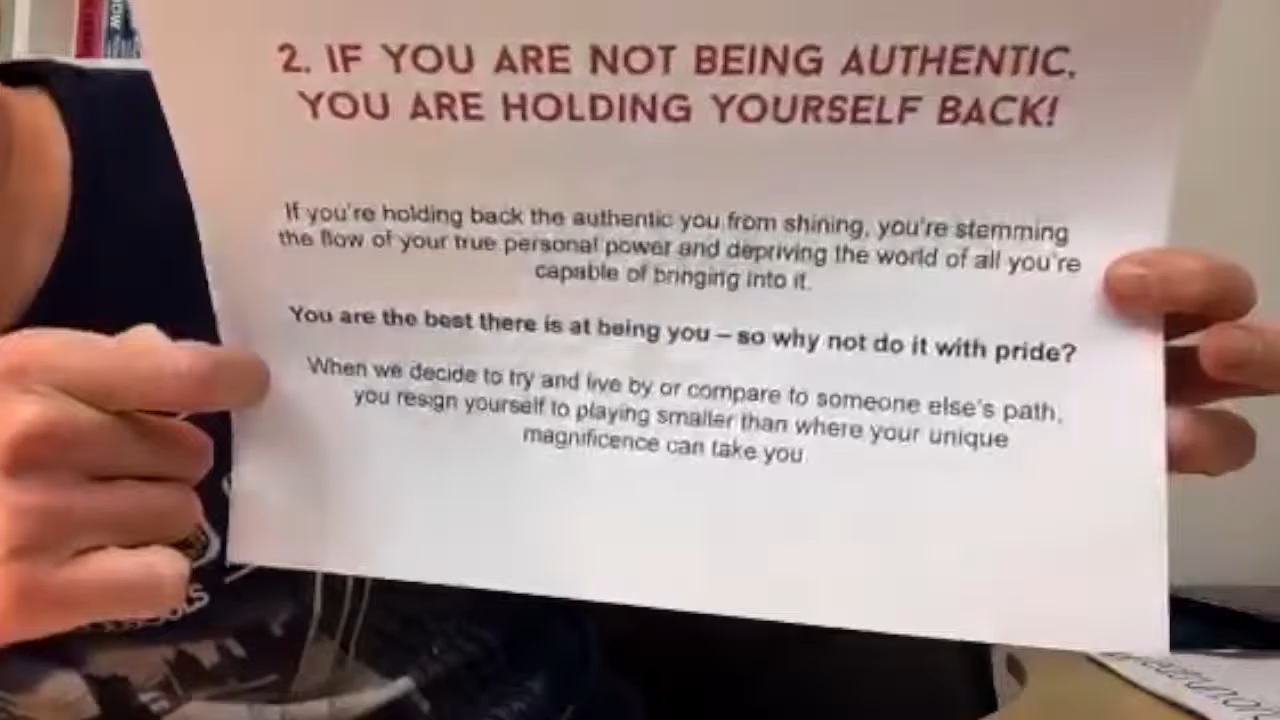 2. IF YOU ARE NOT BEING AUTHENTIC,
YOU ARE HOLDING YOURSELF BACK!
If you're holding back the authentic you from shining, you're stemming
the flow of your true personal power and depriving the world of all you're
capable of bringing into it.
You are the best there is at being you – so why not do it with pride?
When we decide to try and live by or compare to someone else's path,
you resign yourself to playing smaller than where your unique
magnificence can take you.